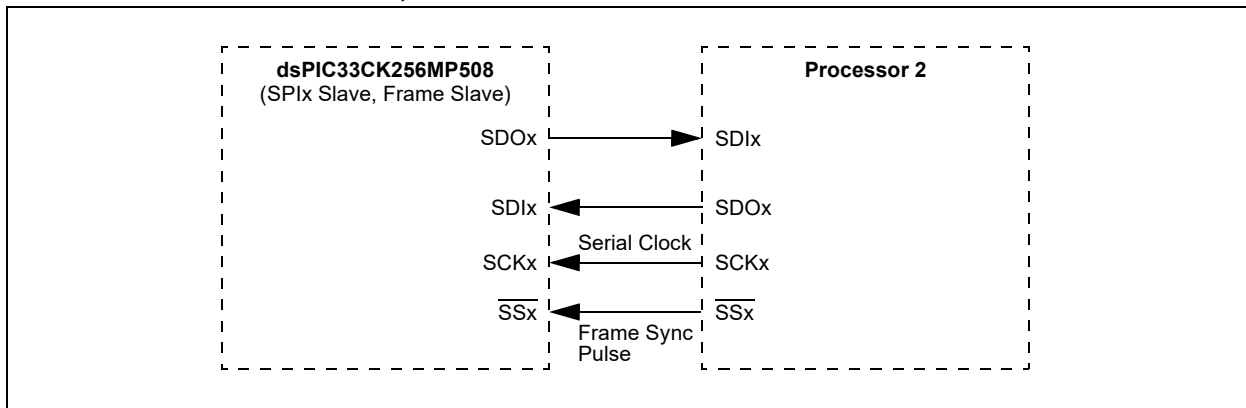 dsPIC33CK256MP508
(SPIx Slave, Frame Slave)
Processor 2
SDOx
SDIx
SDIx
SDOx
Serial Clock
SCKx
SCKx
SSx
SSx
Frame Sync
Pulse